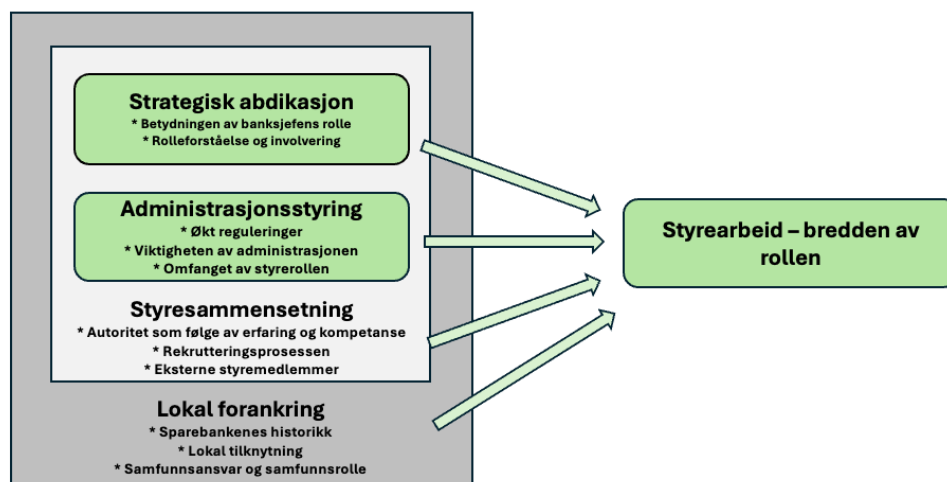 Strategisk abdikasjon
* Betydningen av banksjefens rolle
* Rolleforståelse og involvering
Administrasjonsstyring
* Økt reguleringer
* Viktigheten av administrasjonen
* Omfanget av styrerollen
Styresammensetning
* Autoritet som følge av erfaring og kompetanse
* Rekrutteringsprosessen
* Eksterne styremedlemmer
Lokal forankring
* Sparebankenes historikk
* Lokal tilknytning
* Samfunnsansvar og samfunnsrolle
Styrearbeid – bredden av
rollen